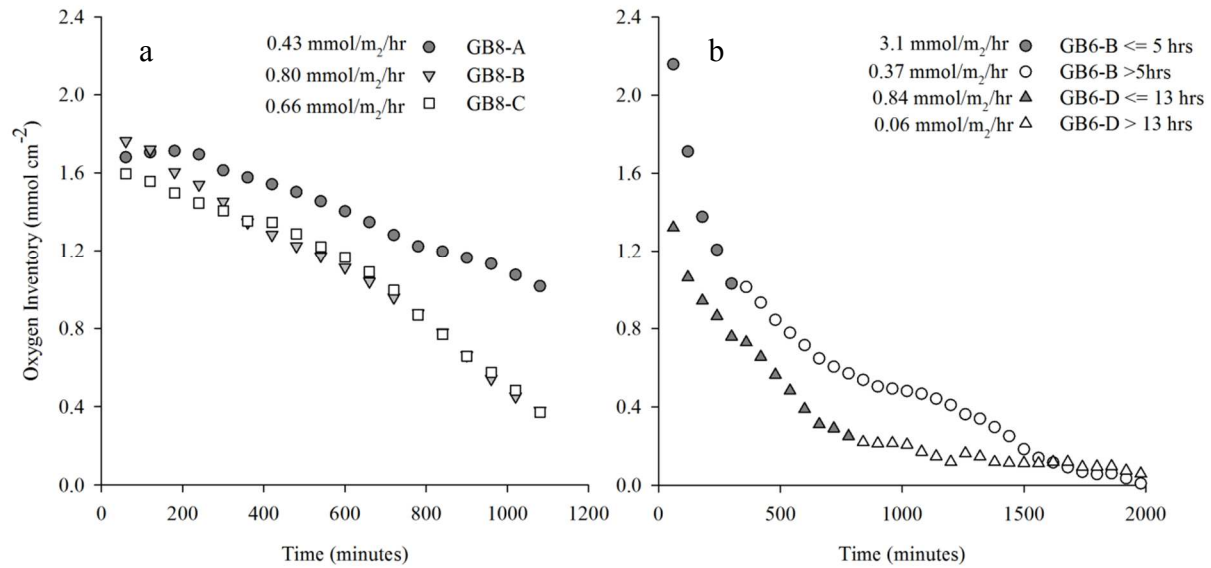 a
0.43 mmol/m2/hr GB8-A
0.80 mmol/m2/hr GB8-B
0.66 mmol/m2/hr GB8-C
Oxygen Inventory (mmol cm-2)
2.4
2.0
1.6
1.2
0.8
0.4
0.0
0 200 400 600 800 1000 1200
Time (minutes)
b
3.1 mmol/m2/hr GB6-B <= 5 hrs
0.37 mmol/m2/hr GB6-B >5hrs
0.84 mmol/m2/hr GB6-D <= 13 hrs
0.06 mmol/m2/hr GB6-D > 13 hrs
2.4
2.0
1.6
1.2
0.8
0.4
0.0
0 500 1000 1500 2000
Time (minutes)